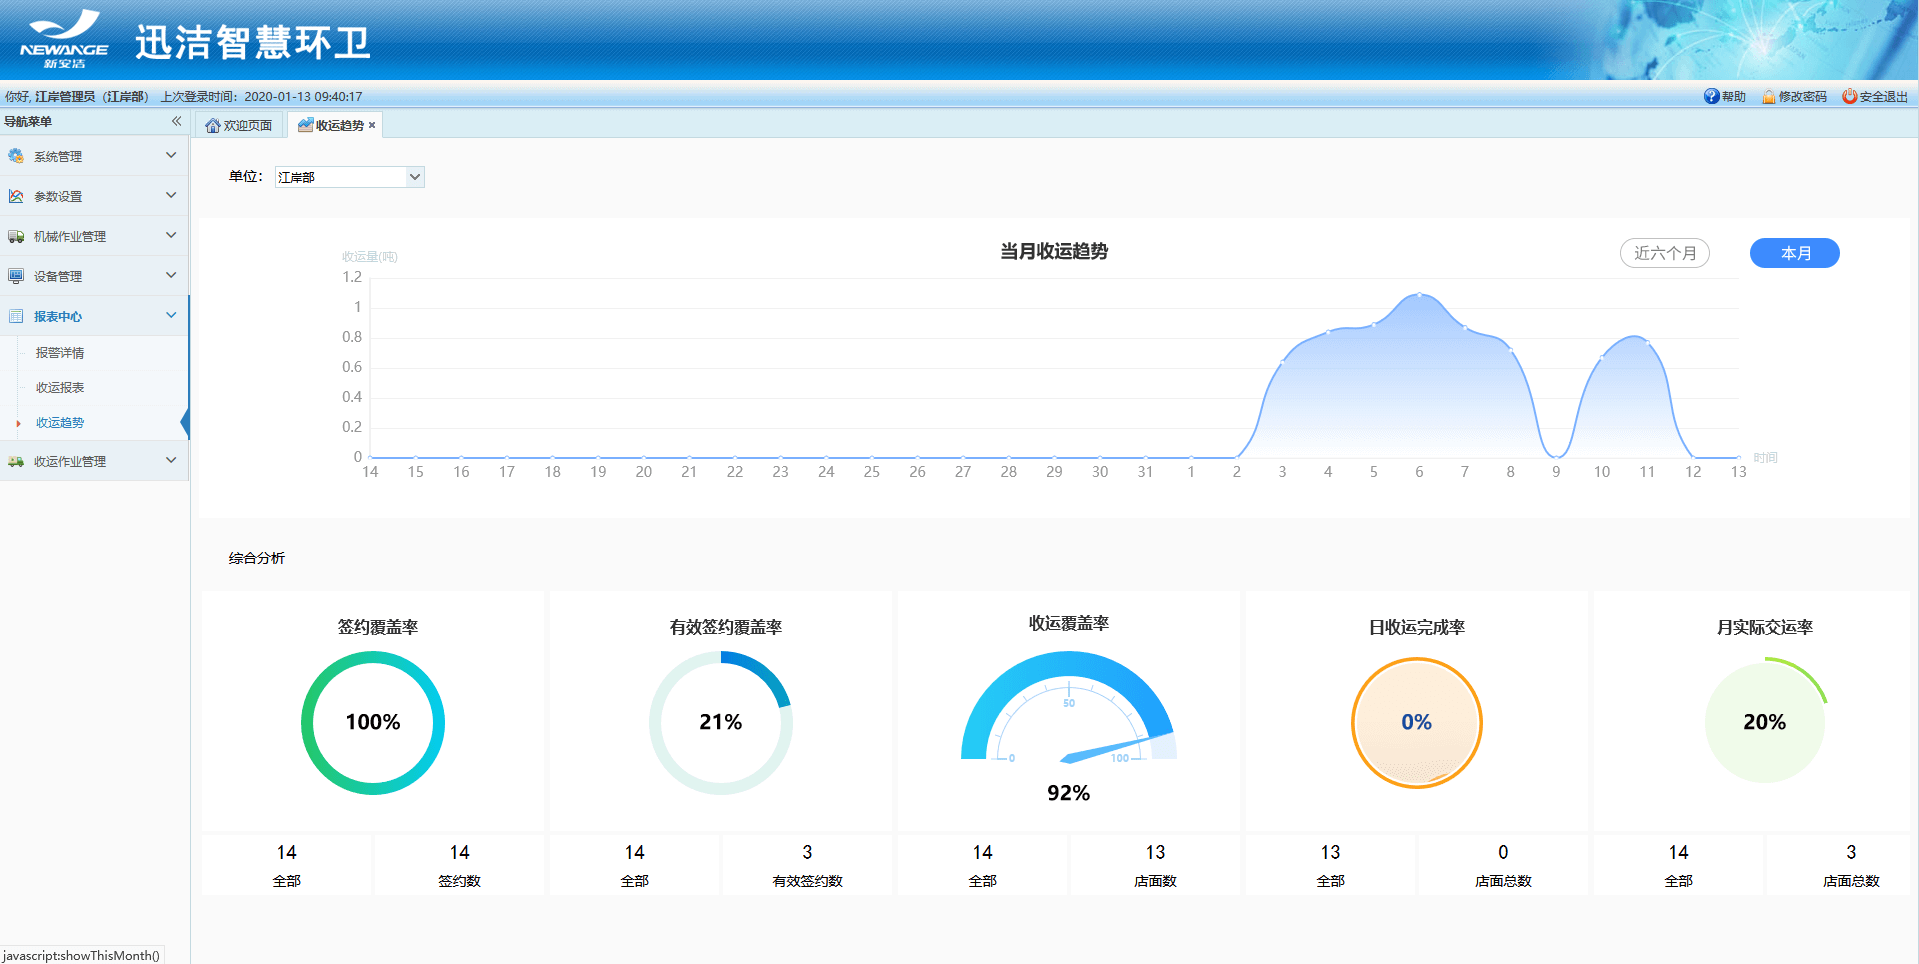 NEWANGE
新安洁
迅洁智慧环卫
你好, 江岸管理员（江岸部） 上次登录时间：2020-01-13 09:40:17
帮助 修改密码 安全退出
导航菜单
欢迎页面 收运趋势
系统管理
参数设置
机械作业管理
设备管理
报表中心
报警详情
收运报表
收运趋势
收运作业管理
单位： 江岸部
当月收运趋势
近六个月 本月
收运量(吨)
1.2
1
0.8
0.6
0.4
0.2
0
14 15 16 17 18 19 20 21 22 23 24 25 26 27 28 29 30 31 1 2 3 4 5 6 7 8 9 10 11 12 13
时间
综合分析
签约覆盖率
100%
14 14
全部 签约数
有效签约覆盖率
21%
14 3
全部 有效签约数
收运覆盖率
50
0 100
92%
14 13
全部 店面数
日收运完成率
0%
13 0
全部 店面总数
月实际交运率
20%
14 3
全部 店面总数
javascript:showThisMonth()